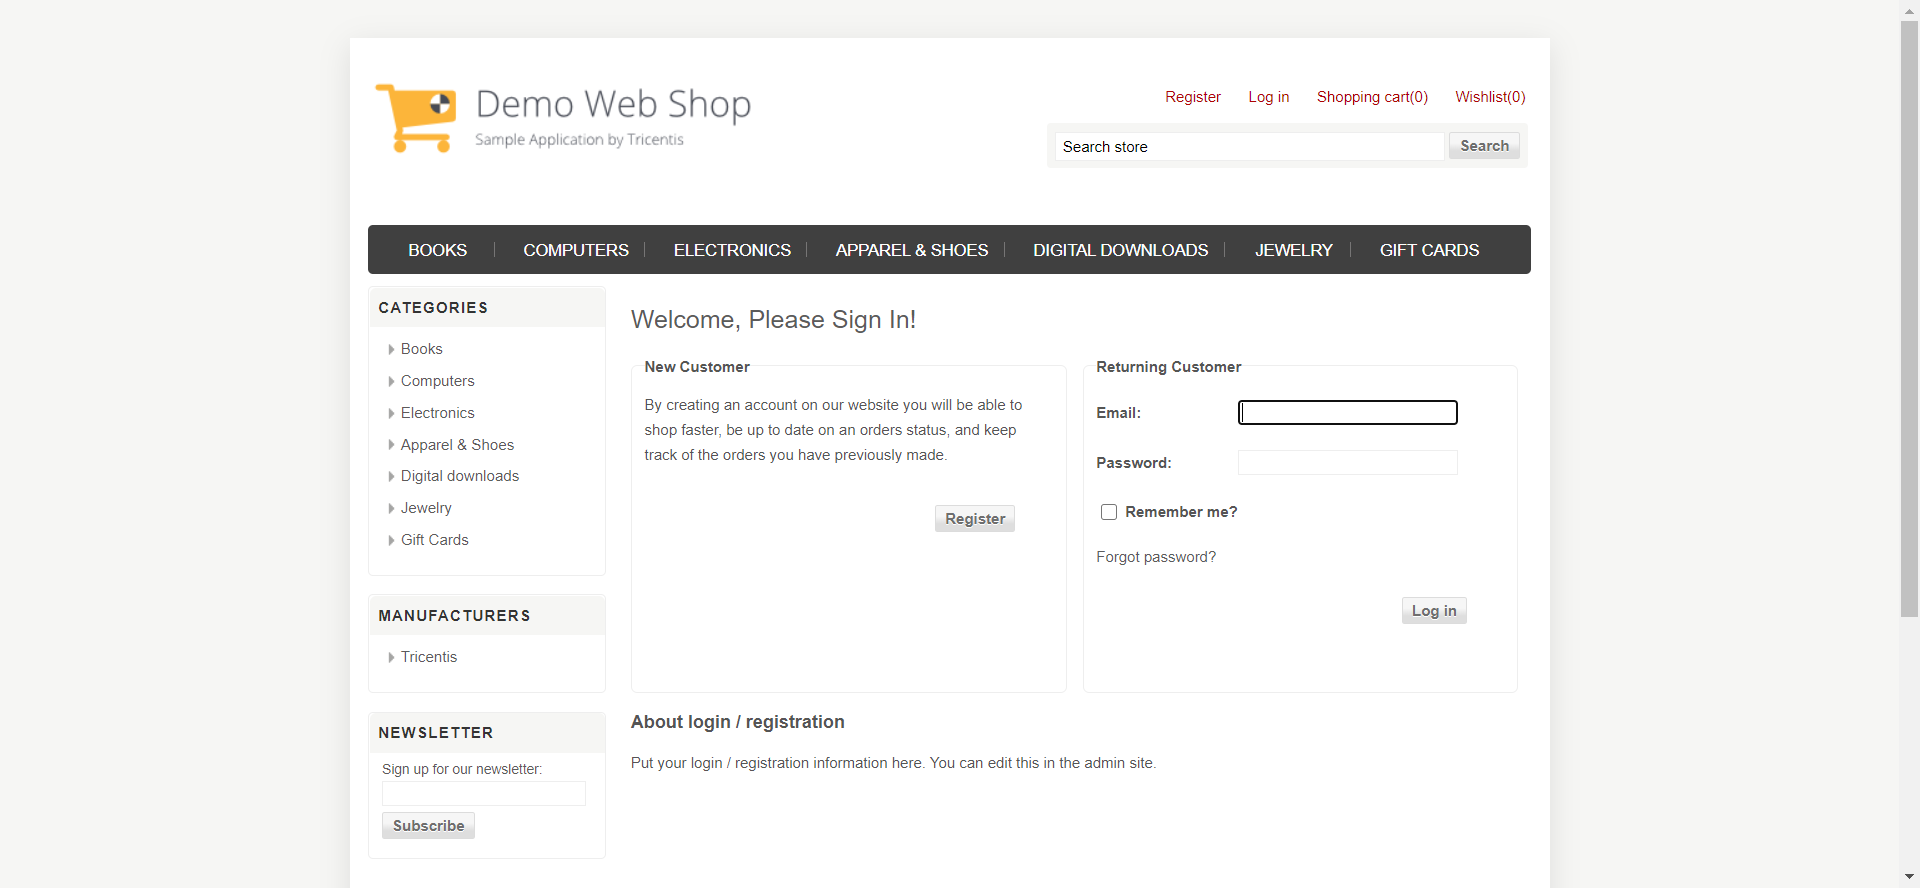 Demo Web Shop
Sample Application by Tricentis
Register Log in Shopping cart(0) Wishlist(0)
Search store Search
BOOKS COMPUTERS ELECTRONICS APPAREL & SHOES DIGITAL DOWNLOADS JEWELRY GIFT CARDS
CATEGORIES
Books
Computers
Electronics
Apparel & Shoes
Digital downloads
Jewelry
Gift Cards
MANUFACTURERS
Tricentis
NEWSLETTER
Sign up for our newsletter:
Subscribe
Welcome, Please Sign In!
New Customer
By creating an account on our website you will be able to
shop faster, be up to date on an orders status, and keep
track of the orders you have previously made.
Register
Returning Customer
Email:
Password:
Remember me?
Forgot password?
Log in
About login / registration
Put your login / registration information here. You can edit this in the admin site.